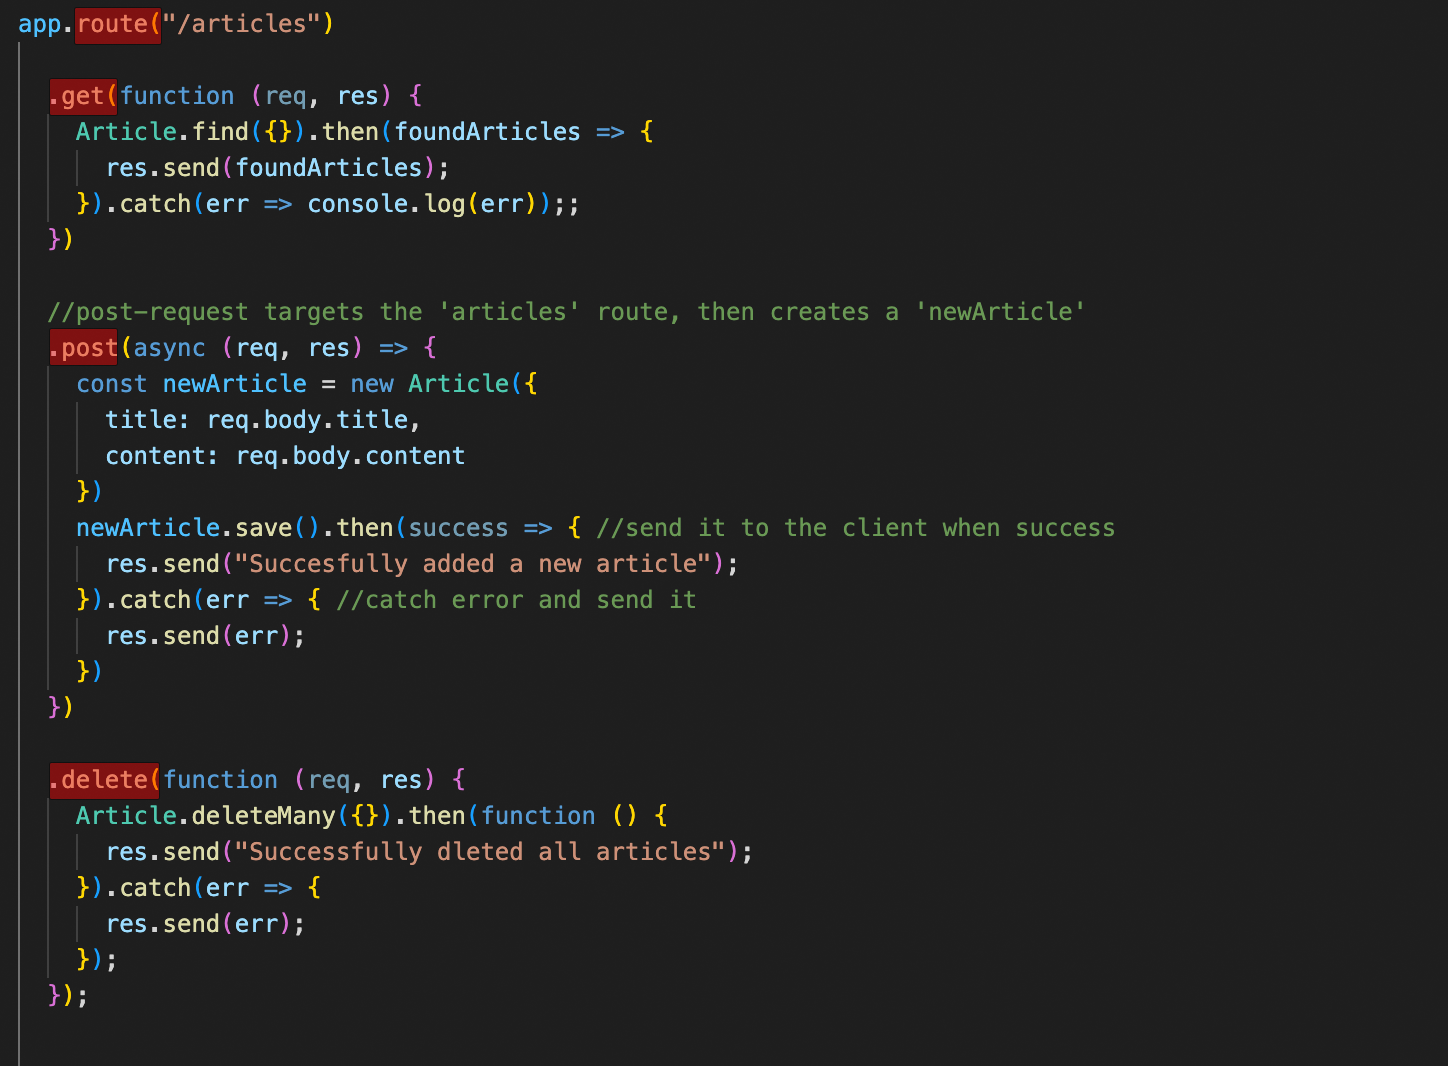 app.route("/articles")
.get(function (req, res) {
Article.find({}).then(foundArticles => {
res.send(foundArticles);
}).catch(err => console.log(err));;
})
//post-request targets the 'articles' route, then creates a 'newArticle'
.post(async (req, res) => {
const newArticle = new Article({
title: req.body.title,
content: req.body.content
})
newArticle.save().then(success => { //send it to the client when success
res.send("Succesfully added a new article");
}).catch(err => { //catch error and send it
res.send(err);
})
})
.delete(function (req, res) {
Article.deleteMany({}).then(function () {
res.send("Successfully dleted all articles");
}).catch(err => {
res.send(err);
});
});